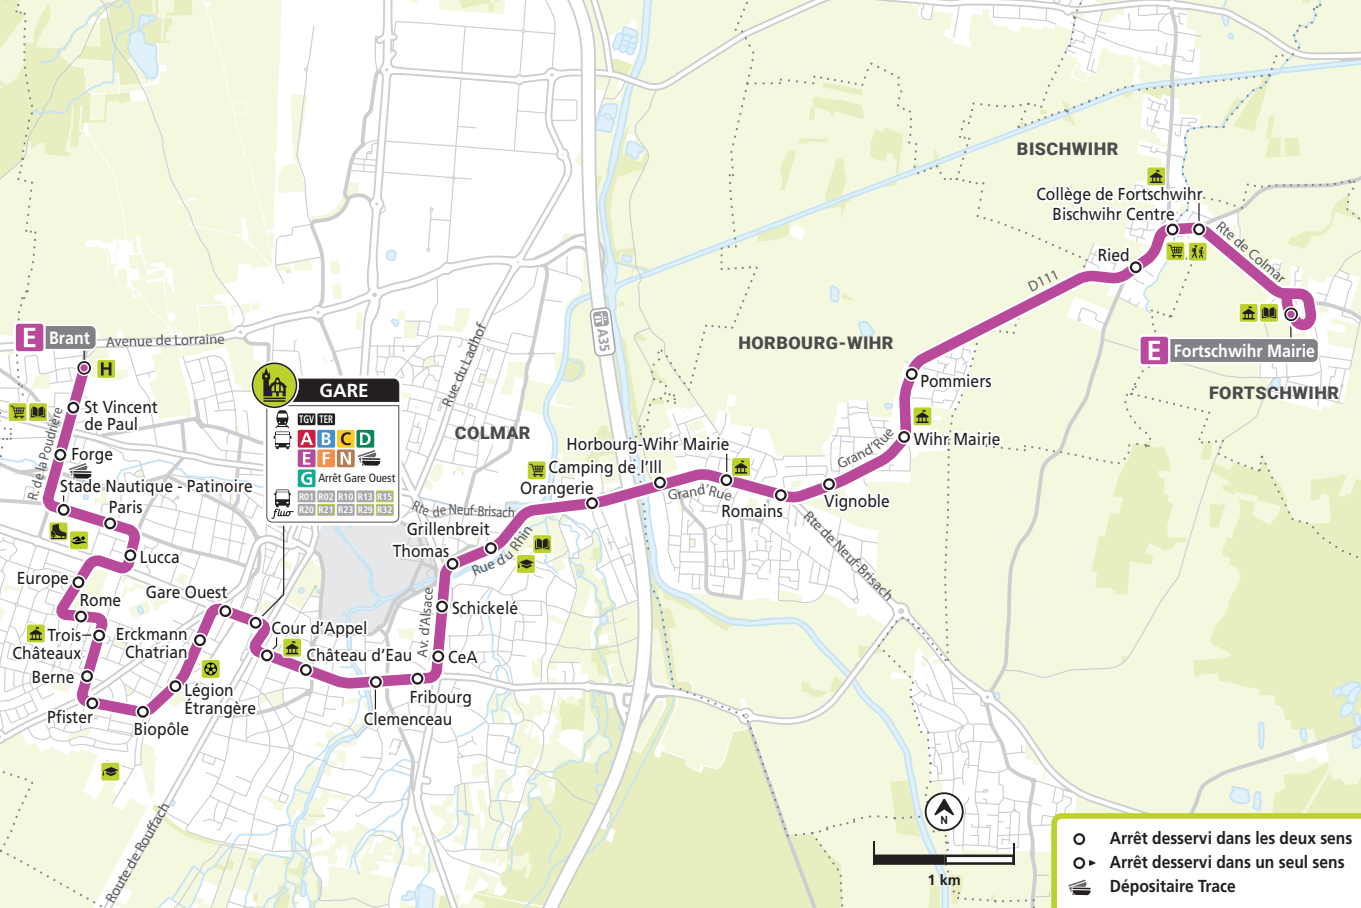 BISCHWIHR
Collège de Fortschwihr
Bischwihr Centre
Rte de Colmar
Ried
D111
E Fortschwihr Mairie
FORTSCHWIHR
HORBOURG-WIHR
Pommiers
Wihr Mairie
Grand'Rue
Vignoble
Romains
Grand'Rue
Horbourg-Wihr Mairie
Rte de Neuf-Brisach
Camping de l'Ill
Orangerie
A35
COLMAR
Rue du Ladhof
Rte de Neuf-Brisach
Grillenbreit
Thomas
Rue du Rhin
Schickelé
Av. d'Alsace
CeA
Fribourg
Clemenceau
Château d'Eau
Cour d'Appel
GARE
TGV TER
A B C D
E F N
G Arrêt Gare Ouest
R01 R02 R10 R13 R15
fluo R20 R21 R23 R29 R32
Gare Ouest
Erckmann
Chatrian
Légion
Étrangère
Biopôle
Pfister
Berne
Trois
Châteaux
Rome
Europe
Lucca
Paris
Stade Nautique - Patinoire
Forge
R. de la Poudrière
St Vincent
de Paul
H
E Brant
Avenue de Lorraine
Route de Rouffach
N
1 km
Arrêt desservi dans les deux sens
Arrêt desservi dans un seul sens
Dépositaire Trace